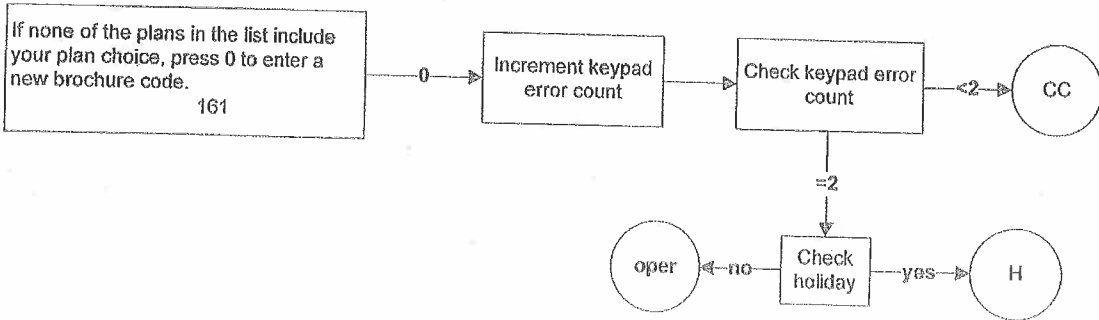 If none of the plans in the list include
your plan choice, press 0 to enter a
new brochure code.
161
0
Increment keypad
error count
Check keypad error
count
<2
CC
=2
oper
no
Check
holiday
yes
H